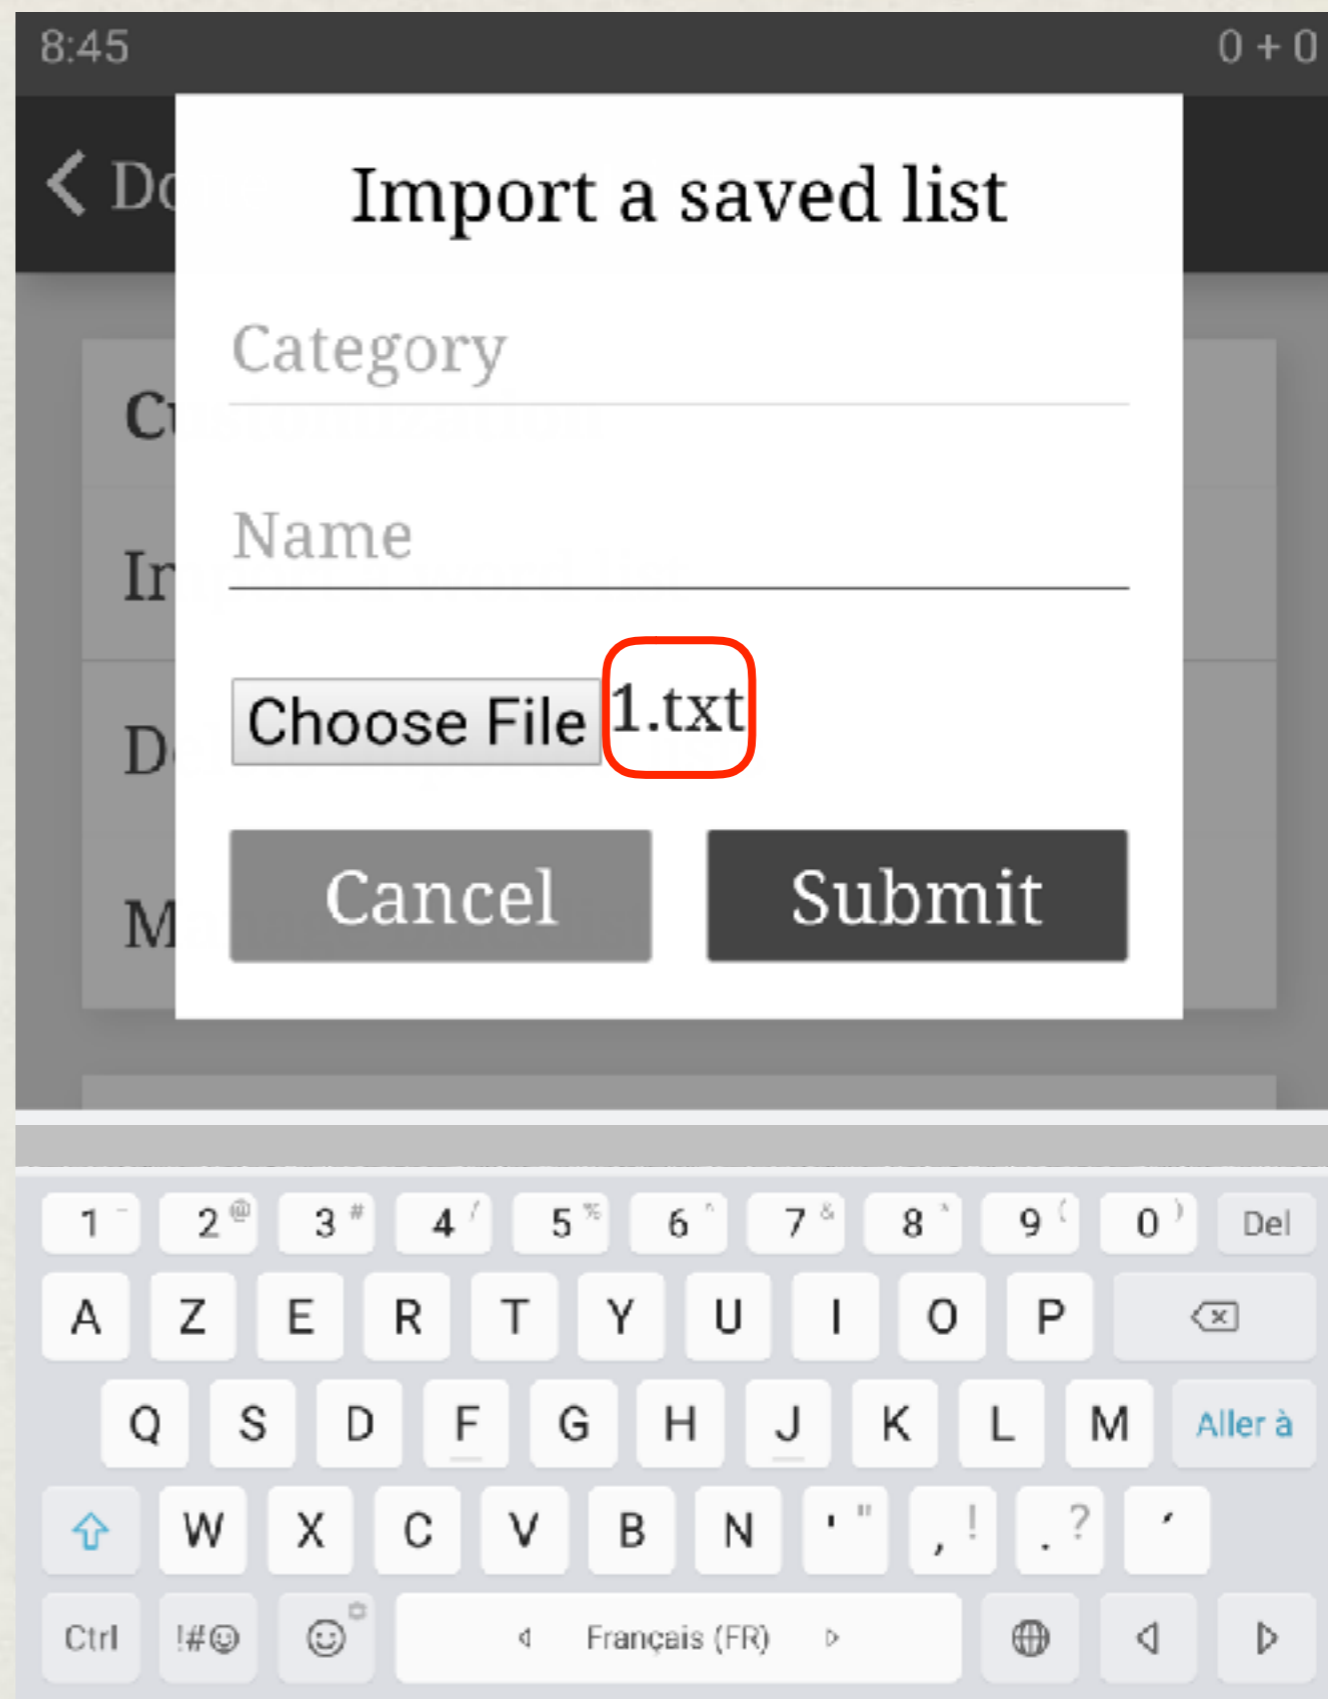 8:45 0 + 0
Do
Import a saved list
Category
Name
Choose File 1.txt
Cancel Submit
1 - 2 @ 3 # 4 / 5 % 6 ^ 7 & 8 * 9 ( 0 ) Del
A Z E R T Y U I O P
Q S D F G H J K L M Aller à
W X C V B N ' " , ! . ? ´
Ctrl !#☺ Français (FR)